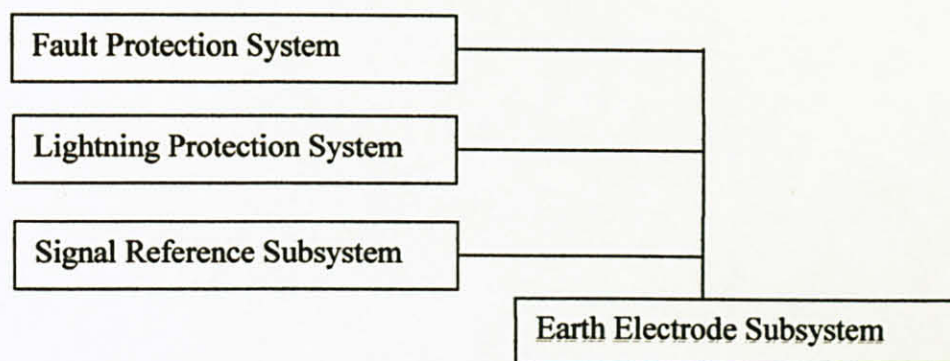 Fault Protection System
Lightning Protection System
Signal Reference Subsystem
Earth Electrode Subsystem